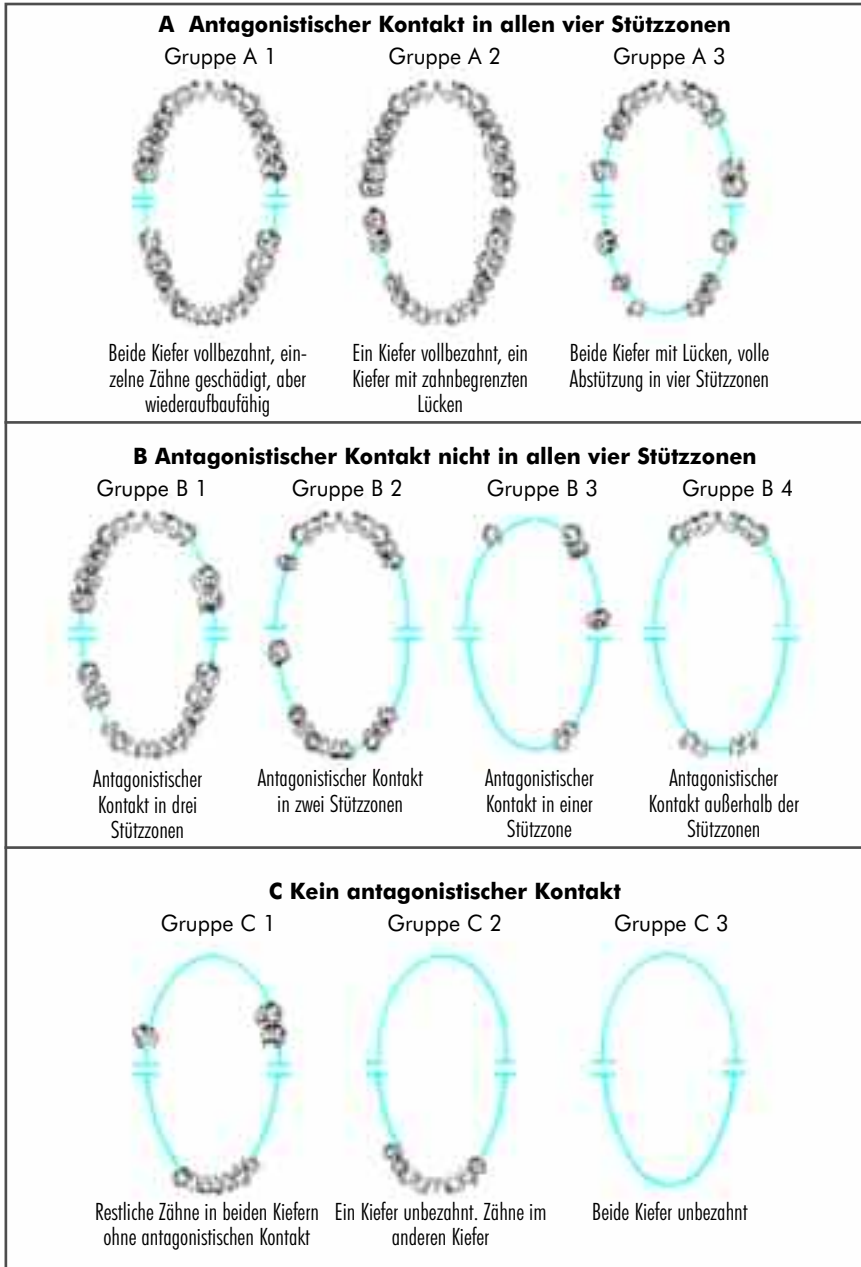 A Antagonistischer Kontakt in allen vier Stützzonen
Gruppe A 1
Gruppe A 2
Gruppe A 3
Beide Kiefer vollbezahnt, ein-
zelne Zähne geschädigt, aber
wiederaufbaufähig
Ein Kiefer vollbezahnt, ein
Kiefer mit zahnbegrenzten
Lücken
Beide Kiefer mit Lücken, volle
Abstützung in vier Stützzonen
B Antagonistischer Kontakt nicht in allen vier Stützzonen
Gruppe B 1
Gruppe B 2
Gruppe B 3
Gruppe B 4
Antagonistischer
Kontakt in drei
Stützzonen
Antagonistischer Kontakt
in zwei Stützzonen
Antagonistischer
Kontakt in einer
Stützzone
Antagonistischer
Kontakt außerhalb der
Stützzonen
C Kein antagonistischer Kontakt
Gruppe C 1
Gruppe C 2
Gruppe C 3
Restliche Zähne in beiden Kiefern
ohne antagonistischen Kontakt
Ein Kiefer unbezahnt. Zähne im
anderen Kiefer
Beide Kiefer unbezahnt